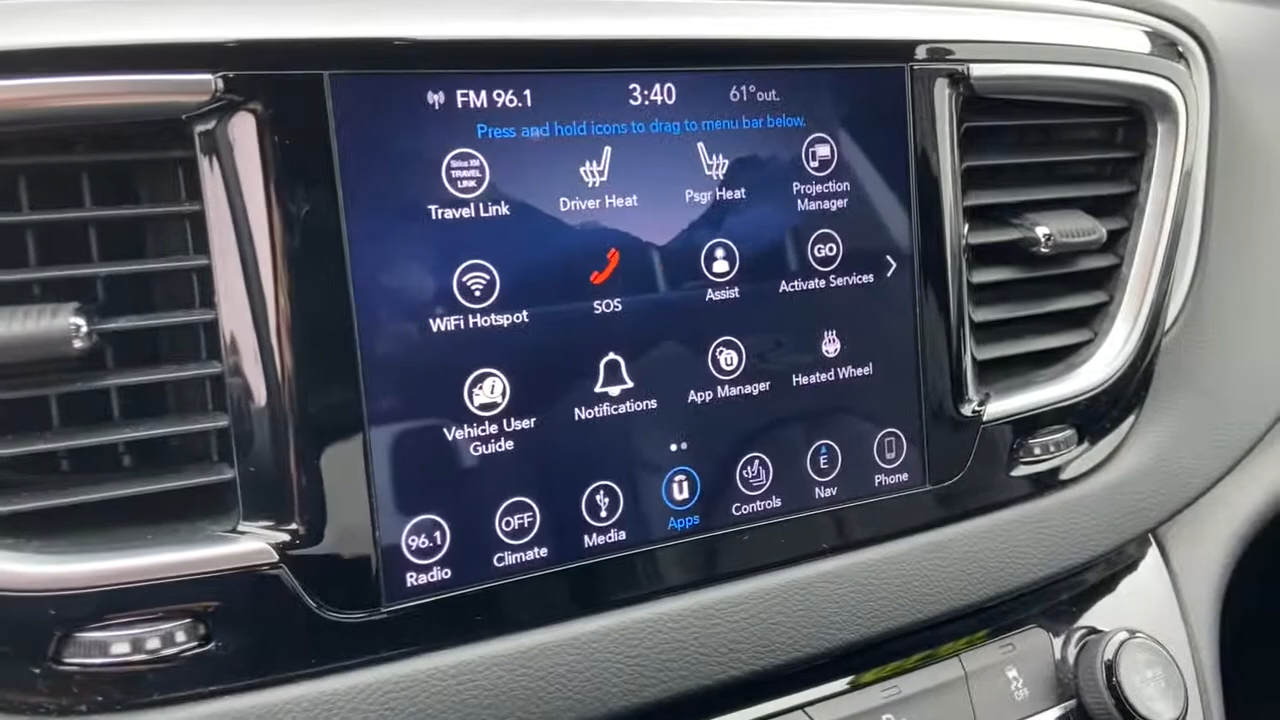 FM 96.1
3:40
61° out.
Press and hold icons to drag to menu bar below.
SiriusXM
TRAVEL
LINK
Travel Link
Driver Heat
Psgr Heat
Projection
Manager
WiFi Hotspot
SOS
Assist
GO
Activate Services
i
Vehicle User
Guide
Notifications
ū
App Manager
Heated Wheel
96.1
Radio
OFF
Climate
Media
ū
Apps
Controls
E
Nav
Phone
OFF